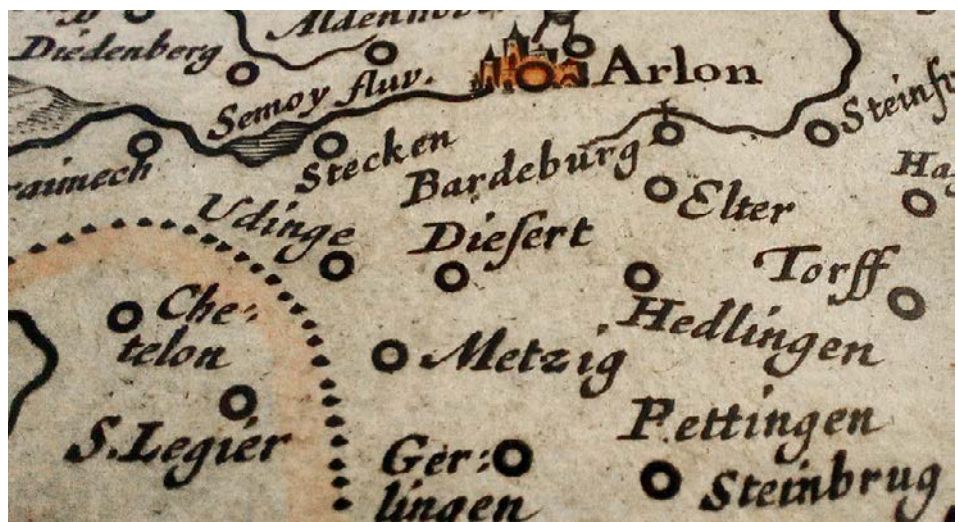 Diedenberg
Semoy fluv.
Arlon
Stecken
Bardeburg
Elter
Udinge
Diesert
Torff
Hedlingen
Che-
telon
Metzig
S. Legier
Ger-
lingen
Pettingen
Steinbrug